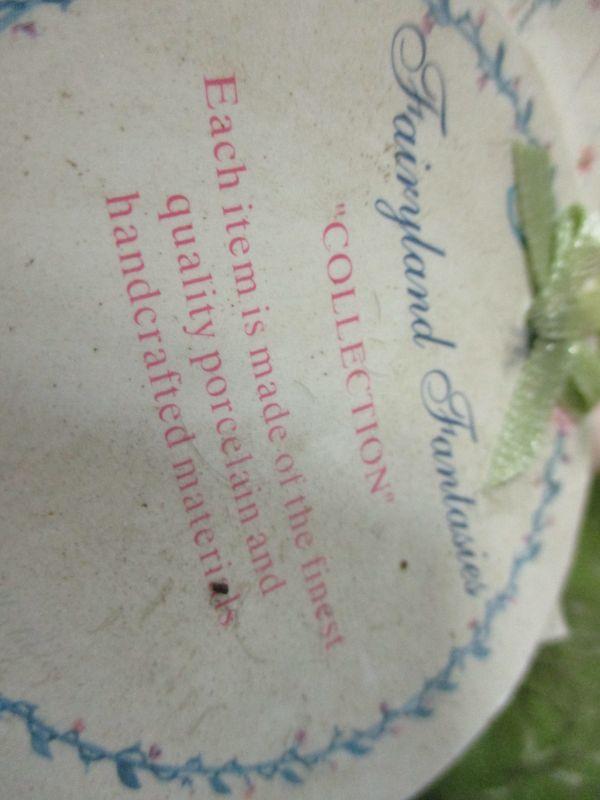 Fairyland Fantasies
"COLLECTION"
Each item is made of the finest
quality porcelain and
handcrafted materials